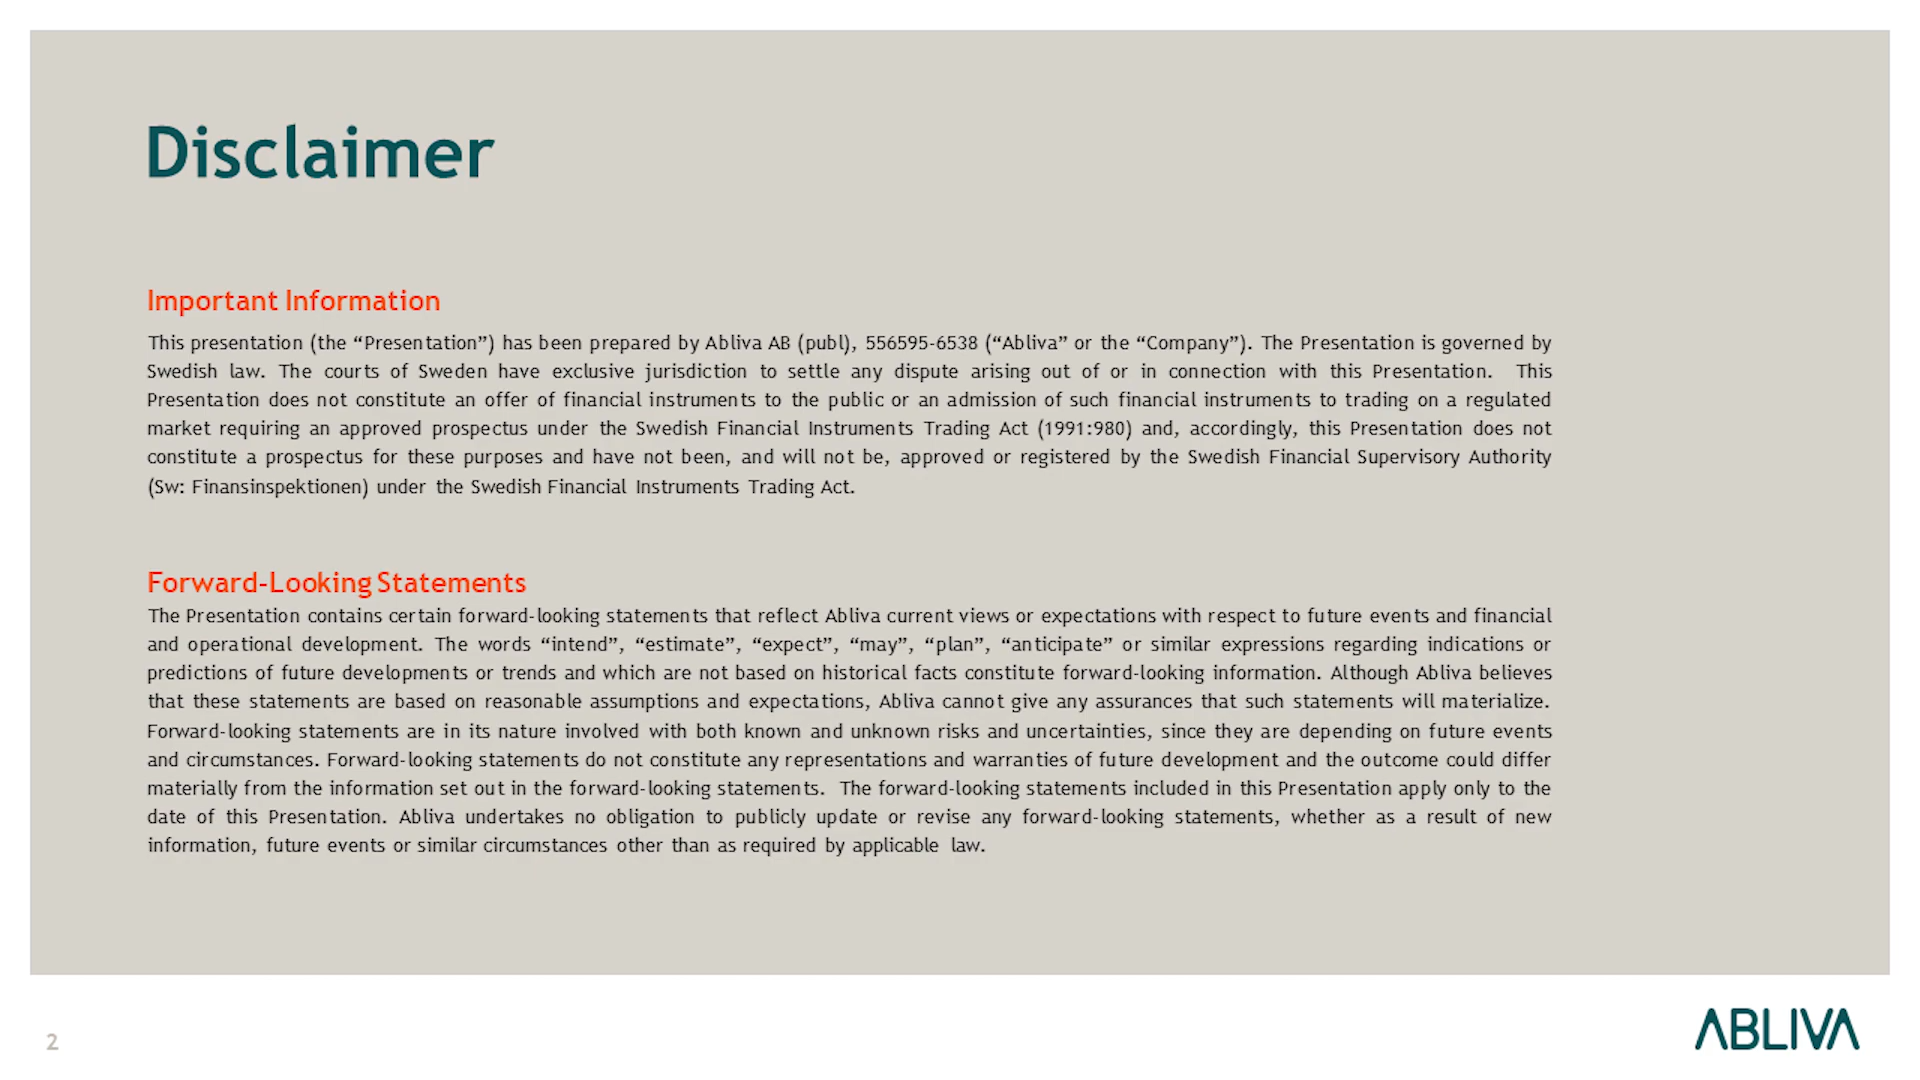 Disclaimer
Important Information
This presentation (the “Presentation”) has been prepared by Abliva AB (publ), 556595-6538 (“Abliva” or the “Company”). The Presentation is governed by
Swedish law. The courts of Sweden have exclusive jurisdiction to settle any dispute arising out of or in connection with this Presentation. This
Presentation does not constitute an offer of financial instruments to the public or an admission of such financial instruments to trading on a regulated
market requiring an approved prospectus under the Swedish Financial Instruments Trading Act (1991:980) and, accordingly, this Presentation does not
constitute a prospectus for these purposes and have not been, and will not be, approved or registered by the Swedish Financial Supervisory Authority
(Sw: Finansinspektionen) under the Swedish Financial Instruments Trading Act.
Forward-Looking Statements
The Presentation contains certain forward-looking statements that reflect Abliva current views or expectations with respect to future events and financial
and operational development. The words “intend”, “estimate”, “expect”, “may”, “plan”, “anticipate” or similar expressions regarding indications or
predictions of future developments or trends and which are not based on historical facts constitute forward-looking information. Although Abliva believes
that these statements are based on reasonable assumptions and expectations, Abliva cannot give any assurances that such statements will materialize.
Forward-looking statements are in its nature involved with both known and unknown risks and uncertainties, since they are depending on future events
and circumstances. Forward-looking statements do not constitute any representations and warranties of future development and the outcome could differ
materially from the information set out in the forward-looking statements. The forward-looking statements included in this Presentation apply only to the
date of this Presentation. Abliva undertakes no obligation to publicly update or revise any forward-looking statements, whether as a result of new
information, future events or similar circumstances other than as required by applicable law.
2
ABLIVA